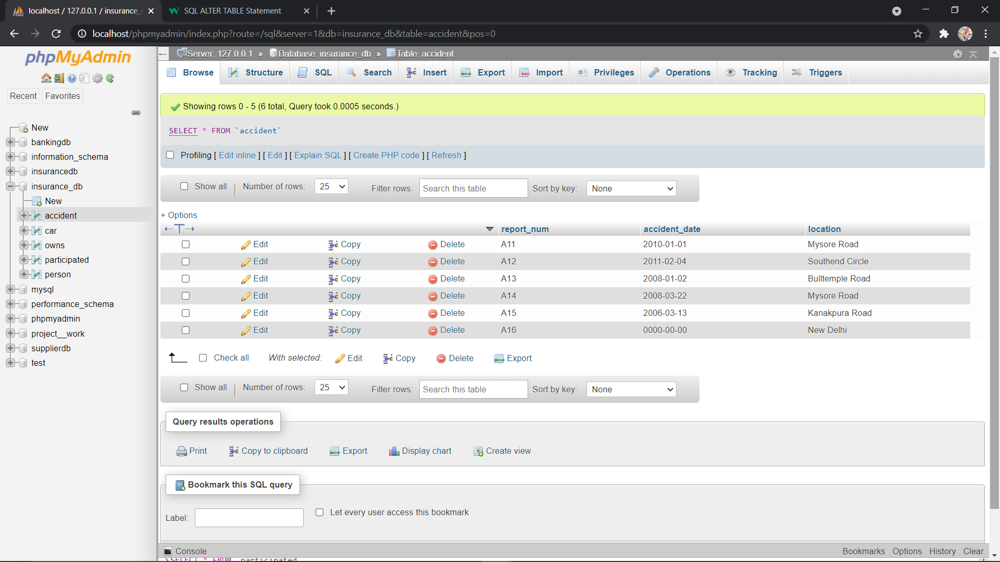 localhost / 127.0.0.1 / insurance_
SQL ALTER TABLE Statement
localhost/phpmyadmin/index.php?route=/sql&server=1&db=insurance_db&table=accident&pos=0
phpMyAdmin
Recent Favorites
New
bankingdb
information_schema
insurancedb
insurance_db
New
accident
car
owns
participated
person
mysql
performance_schema
phpmyadmin
project__work
supplierdb
test
Server: 127.0.0.1 » Database: insurance_db » Table: accident
Browse Structure SQL Search Insert Export Import Privileges Operations Tracking Triggers
Showing rows 0 - 5 (6 total, Query took 0.0005 seconds.)
SELECT * FROM `accident`
Profiling [ Edit inline ] [ Edit ] [ Explain SQL ] [ Create PHP code ] [ Refresh ]
Show all | Number of rows: 25 Filter rows: Search this table Sort by key: None
+ Options
report_num accident_date location
Edit Copy Delete A11 2010-01-01 Mysore Road
Edit Copy Delete A12 2011-02-04 Southend Circle
Edit Copy Delete A13 2008-01-02 Bulltemple Road
Edit Copy Delete A14 2008-03-22 Mysore Road
Edit Copy Delete A15 2006-03-13 Kanakpura Road
Edit Copy Delete A16 0000-00-00 New Delhi
Check all With selected: Edit Copy Delete Export
Show all | Number of rows: 25 Filter rows: Search this table Sort by key: None
Query results operations
Print Copy to clipboard Export Display chart Create view
Bookmark this SQL query
Label: Let every user access this bookmark
Console Bookmarks Options History Clear
>SELECT * FROM `participated`